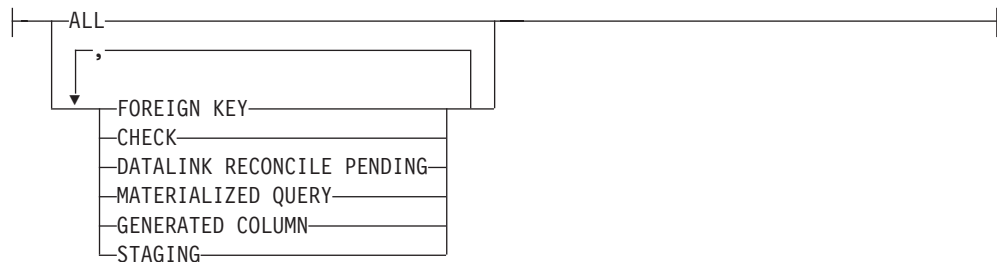 ALL
,
FOREIGN KEY
CHECK
DATALINK RECONCILE PENDING
MATERIALIZED QUERY
GENERATED COLUMN
STAGING